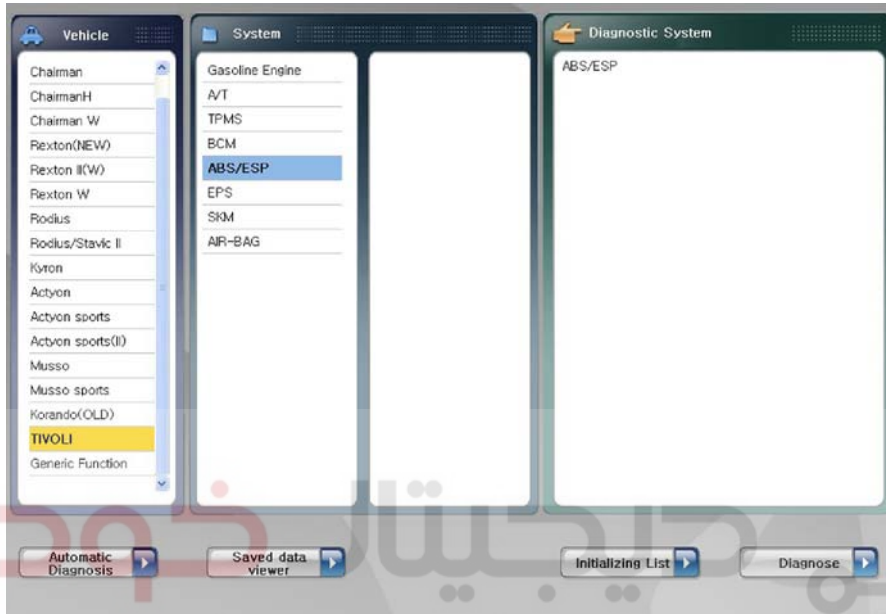 Vehicle
Chairman
ChairmanH
Chairman W
Rexton(NEW)
Rexton II(W)
Rexton W
Rodius
Rodius/Stavic II
Kyron
Actyon
Actyon sports
Actyon sports(II)
Musso
Musso sports
Korando(OLD)
TIVOLI
Generic Function
System
Gasoline Engine
A/T
TPMS
BCM
ABS/ESP
EPS
SKM
AIR-BAG
Diagnostic System
ABS/ESP
دیجیتال خودرو
Automatic
Diagnosis
Saved data
viewer
Initializing List
Diagnose